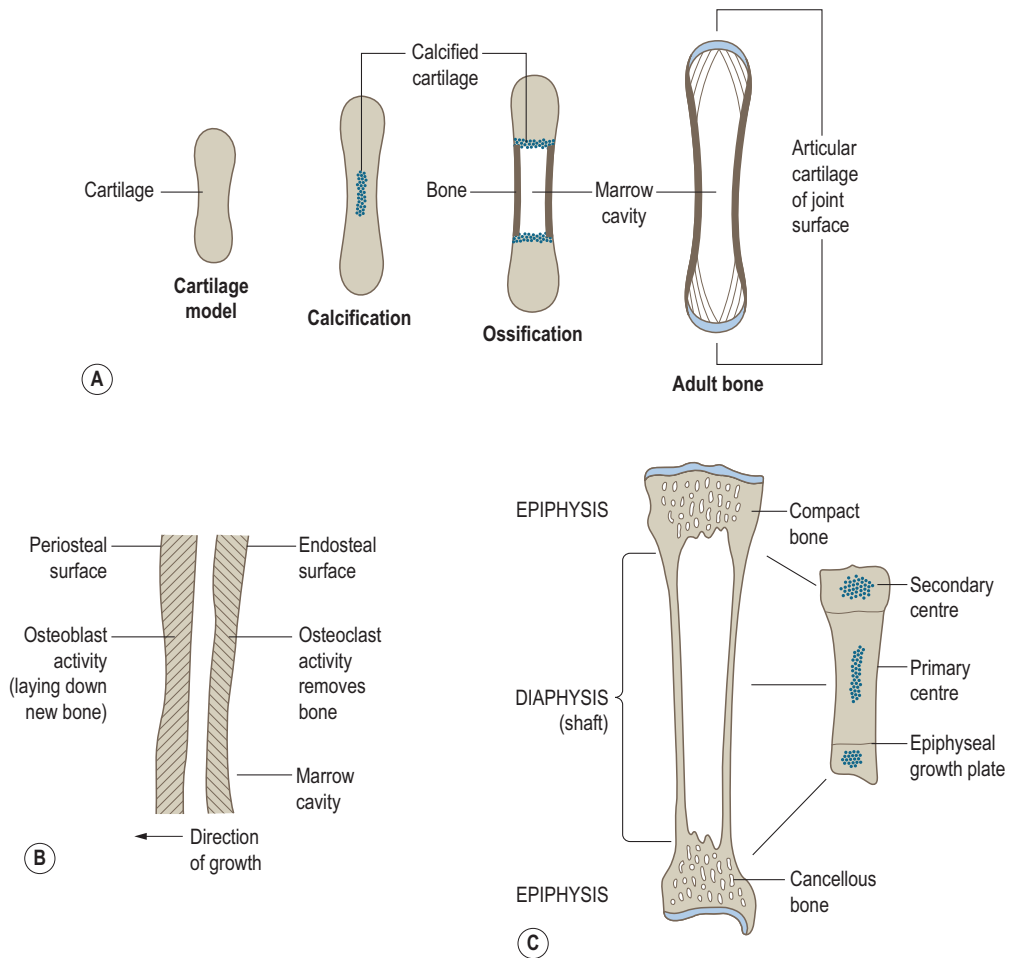 Calcified
cartilage
Cartilage
Bone
Marrow
cavity
Articular
cartilage
of joint
surface
Cartilage
model
Calcification
Ossification
Adult bone
A
Periosteal
surface
Endosteal
surface
Osteoblast
activity
(laying down
new bone)
Osteoclast
activity
removes
bone
Marrow
cavity
Direction
of growth
B
EPIPHYSIS
Compact
bone
Secondary
centre
DIAPHYSIS
(shaft)
Primary
centre
Epiphyseal
growth plate
Cancellous
bone
EPIPHYSIS
C